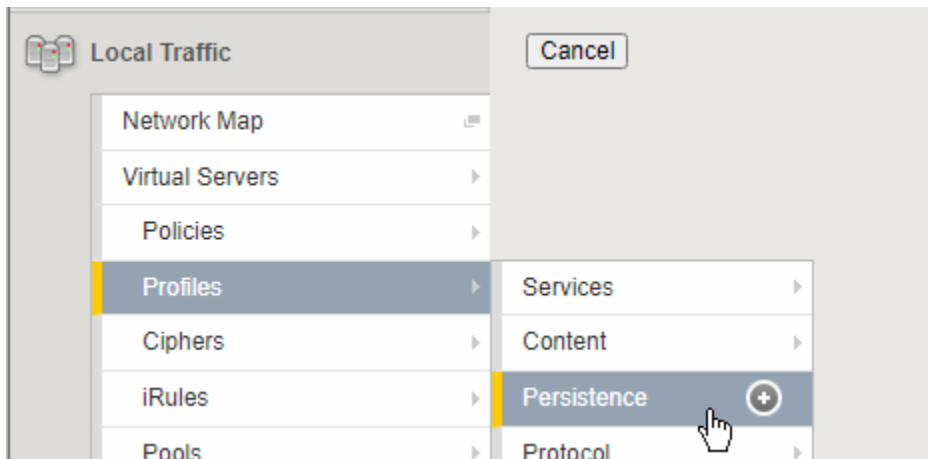 Local Traffic
Cancel
Network Map
Virtual Servers
Policies
Profiles
Services
Ciphers
Content
iRules
Persistence
Pools
Protocol